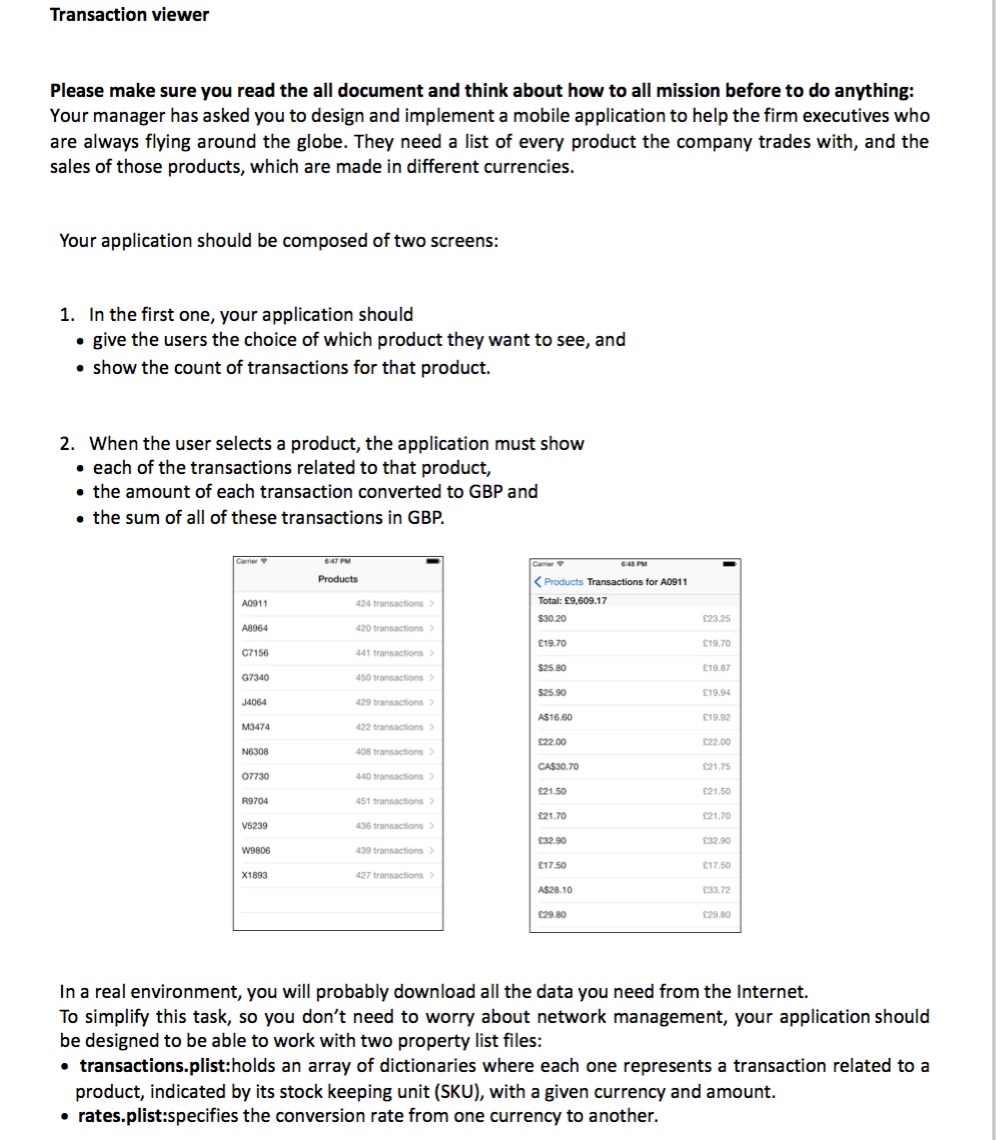 Transaction viewer
Please make sure you read the all document and think about how to all mission before to do anything:
Your manager has asked you to design and implement a mobile application to help the firm executives who
are always flying around the globe. They need a list of every product the company trades with, and the
sales of those products, which are made in different currencies.
Your application should be composed of two screens:
1. In the first one, your application should
• give the users the choice of which product they want to see, and
• show the count of transactions for that product.
2. When the user selects a product, the application must show
• each of the transactions related to that product,
• the amount of each transaction converted to GBP and
• the sum of all of these transactions in GBP.
Carrier 6:47 PM
Products
A0911 424 transactions >
A8964 420 transactions >
C7156 441 transactions >
G7340 450 transactions >
J4064 429 transactions >
M3474 422 transactions >
N6308 408 transactions >
O7730 440 transactions >
R9704 451 transactions >
V5239 436 transactions >
W9806 439 transactions >
X1893 427 transactions >
Carrier 6:48 PM
< Products Transactions for A0911
Total: £9,609.17
$30.20 £23.25
£19.70 £19.70
$25.80 £19.87
$25.90 £19.94
A$16.60 £19.92
£22.00 £22.00
CA$30.70 £21.75
£21.50 £21.50
£21.70 £21.70
£32.90 £32.90
£17.50 £17.50
A$28.10 £33.72
£29.80 £29.80
In a real environment, you will probably download all the data you need from the Internet.
To simplify this task, so you don’t need to worry about network management, your application should
be designed to be able to work with two property list files:
• transactions.plist:holds an array of dictionaries where each one represents a transaction related to a
product, indicated by its stock keeping unit (SKU), with a given currency and amount.
• rates.plist:specifies the conversion rate from one currency to another.